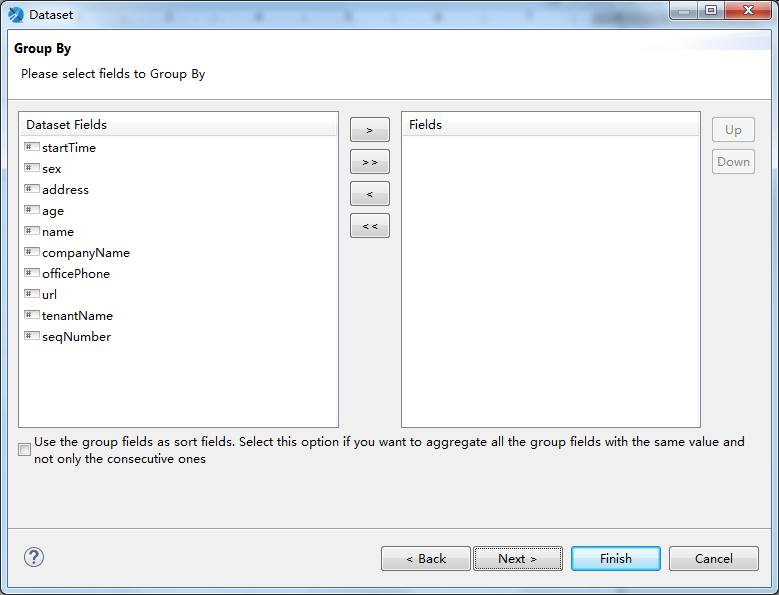 Dataset
Group By
Please select fields to Group By
Dataset Fields
startTime
sex
address
age
name
companyName
officePhone
url
tenantName
seqNumber
>
>>
<
<<
Fields
Up
Down
Use the group fields as sort fields. Select this option if you want to aggregate all the group fields with the same value and
not only the consecutive ones
?
< Back
Next >
Finish
Cancel